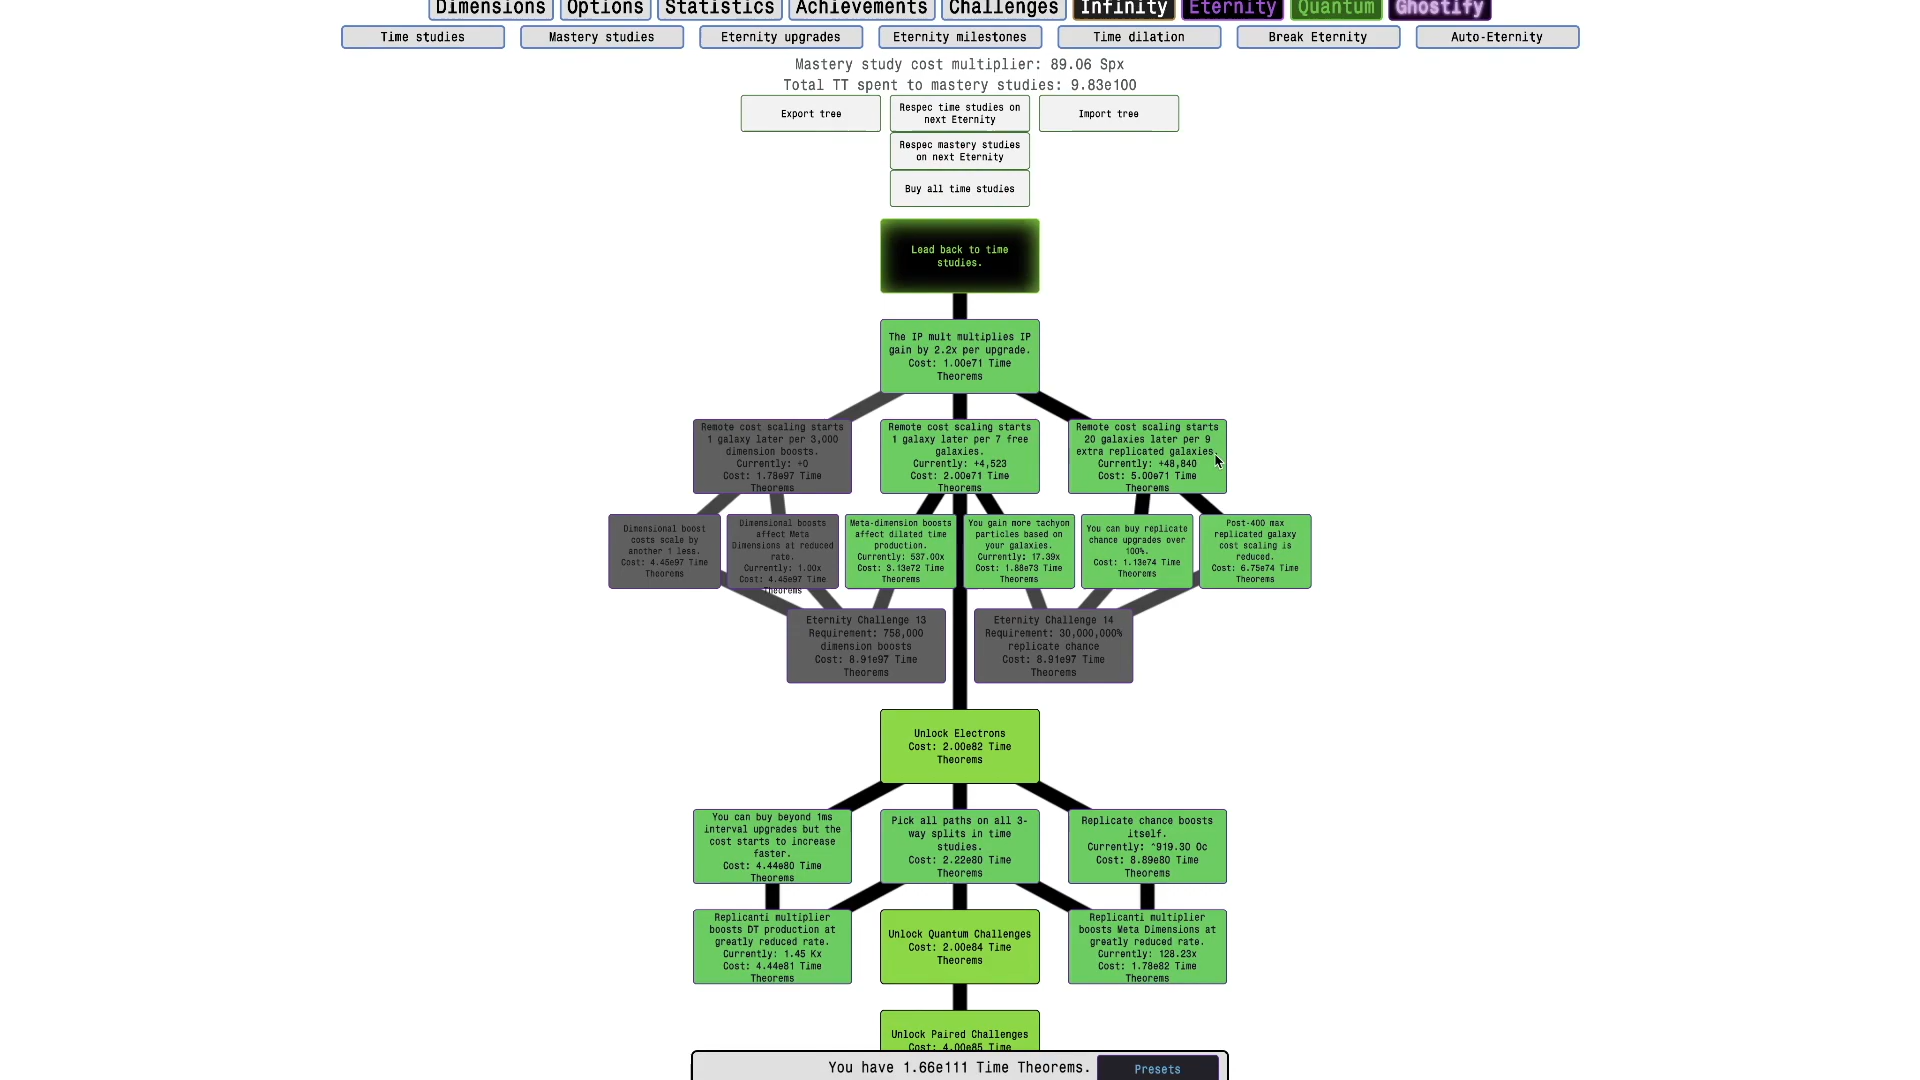 Dimensions Options Statistics Achievements Challenges Infinity Eternity Quantum Ghostify
Time studies Mastery studies Eternity upgrades Eternity milestones Time dilation Break Eternity Auto-Eternity
Mastery study cost multiplier: 89.06 Spx
Total TT spent to mastery studies: 9.83e100
Export tree
Respec time studies on
next Eternity
Import tree
Respec mastery studies
on next Eternity
Buy all time studies
Lead back to time
studies.
The IP mult multiplies IP
gain by 2.2x per upgrade.
Cost: 1.00e71 Time
Theorems
Remote cost scaling starts
1 galaxy later per 3,000
dimension boosts.
Currently: +0
Cost: 1.78e97 Time
Theorems
Remote cost scaling starts
1 galaxy later per 7 free
galaxies.
Currently: +4,523
Cost: 2.00e71 Time
Theorems
Remote cost scaling starts
20 galaxies later per 9
extra replicated galaxies.
Currently: +48,840
Cost: 5.00e71 Time
Theorems
Dimensional boost
costs scale by
another 1 less.
Cost: 4.45e97 Time
Theorems
Dimensional boosts
affect Meta
Dimensions at reduced
rate.
Currently: 1.00x
Cost: 4.45e97 Time
Theorems
Meta-dimension boosts
affect dilated time
production.
Currently: 537.00x
Cost: 3.13e72 Time
Theorems
You gain more tachyon
particles based on
your galaxies.
Currently: 17.39x
Cost: 1.88e73 Time
Theorems
You can buy replicate
chance upgrades over
100%.
Cost: 1.13e74 Time
Theorems
Post-400 max
replicated galaxy
cost scaling is
reduced.
Cost: 6.75e74 Time
Theorems
Eternity Challenge 13
Requirement: 758,000
dimension boosts
Cost: 8.91e97 Time
Theorems
Eternity Challenge 14
Requirement: 30,000,000%
replicate chance
Cost: 8.91e97 Time
Theorems
Unlock Electrons
Cost: 2.00e82 Time
Theorems
You can buy beyond 1ms
interval upgrades but the
cost starts to increase
faster.
Cost: 4.44e80 Time
Theorems
Pick all paths on all 3-
way splits in time
studies.
Cost: 2.22e80 Time
Theorems
Replicate chance boosts
itself.
Currently: ^919.30 Oc
Cost: 8.89e80 Time
Theorems
Replicanti multiplier
boosts DT production at
greatly reduced rate.
Currently: 1.45 Kx
Cost: 4.44e81 Time
Theorems
Unlock Quantum Challenges
Cost: 2.00e84 Time
Theorems
Replicanti multiplier
boosts Meta Dimensions at
greatly reduced rate.
Currently: 128.23x
Cost: 1.78e82 Time
Theorems
Unlock Paired Challenges
Cost: 4.00e85 Time
You have 1.66e111 Time Theorems.
Presets